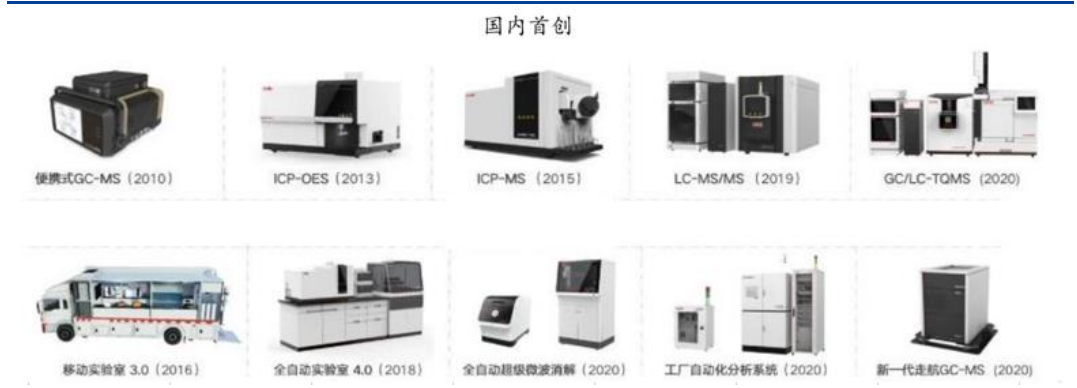 国内首创
便携式GC-MS（2010）
ICP-OES（2013）
ICP-MS（2015）
LC-MS/MS （2019）
GC/LC-TQMS (2020)
移动实验室 3.0（2016）
全自动实验室 4.0（2018）
全自动超级微波消解（2020）
工厂自动化分析系统（2020）
新一代走航GC-MS (2020)